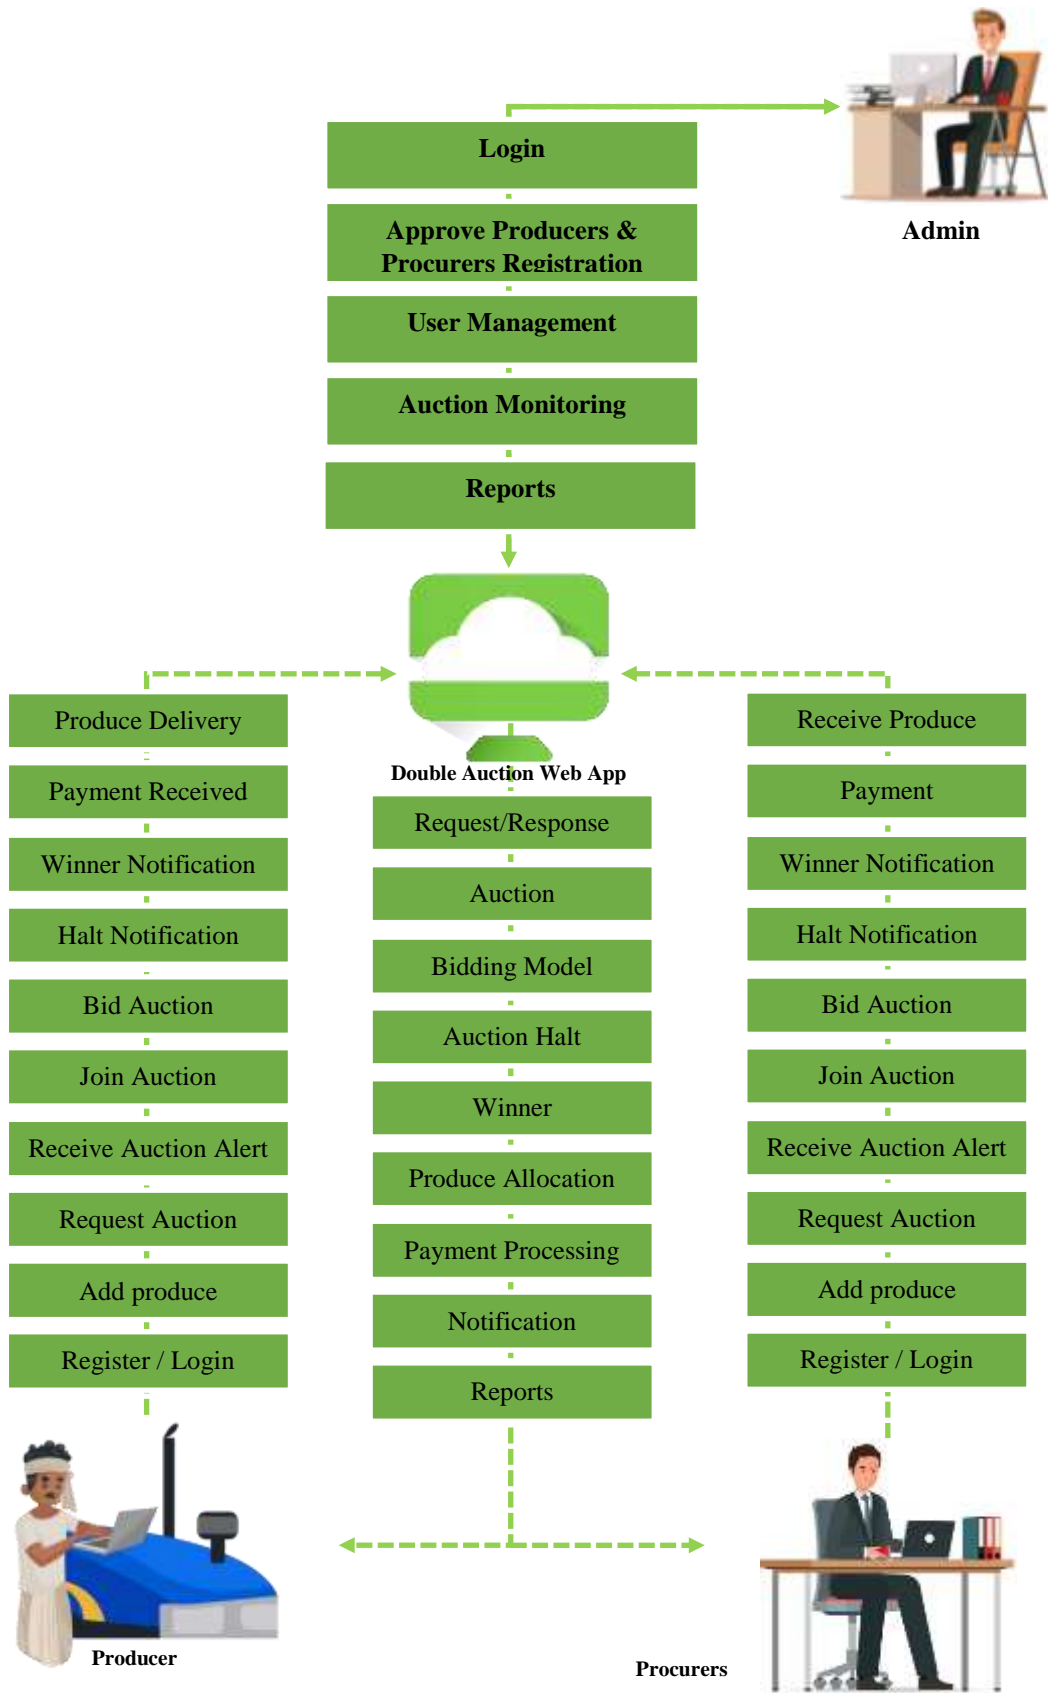 Login
Admin
Approve Producers &
Procurers Registration
User Management
Auction Monitoring
Reports
Double Auction Web App
Produce Delivery
Payment Received
Winner Notification
Halt Notification
Bid Auction
Join Auction
Receive Auction Alert
Request Auction
Add produce
Register / Login
Producer
Request/Response
Auction
Bidding Model
Auction Halt
Winner
Produce Allocation
Payment Processing
Notification
Reports
Receive Produce
Payment
Winner Notification
Halt Notification
Bid Auction
Join Auction
Receive Auction Alert
Request Auction
Add produce
Register / Login
Procurers